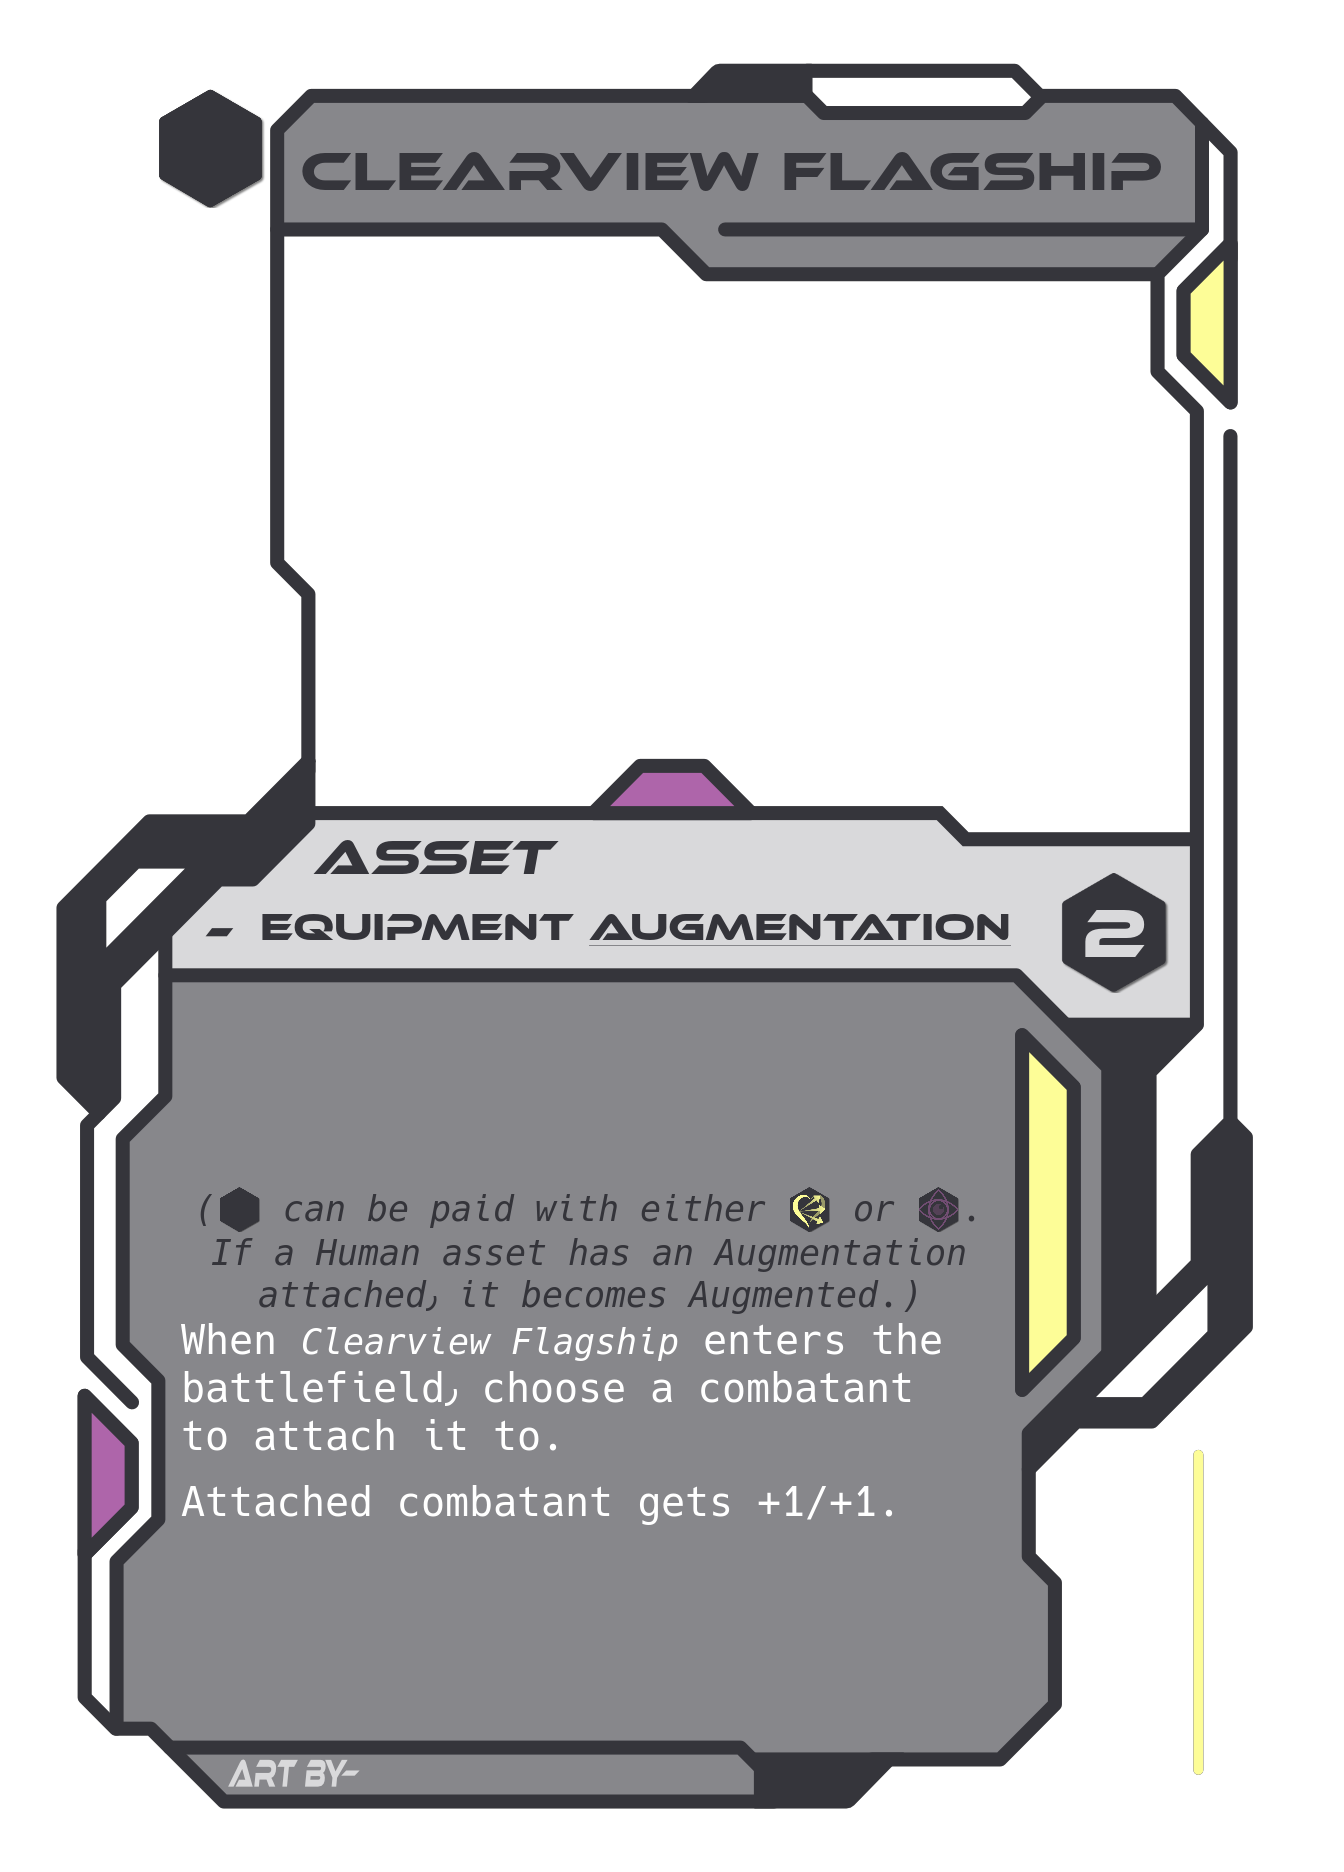 CLEARVIEW FLAGSHIP
ASSET
- EQUIPMENT AUGMENTATION
2
( can be paid with either or .
If a Human asset has an Augmentation
attached, it becomes Augmented.)
When Clearview Flagship enters the
battlefield, choose a combatant
to attach it to.
Attached combatant gets +1/+1.
ART BY-